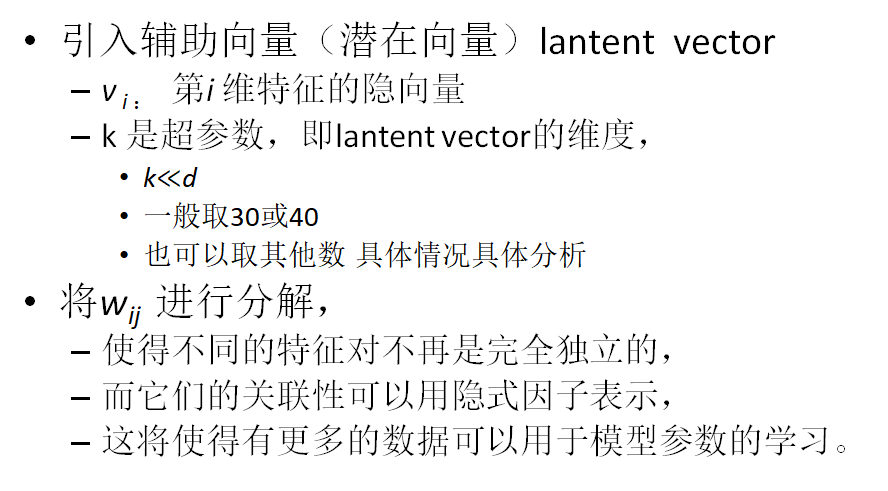 • 引入辅助向量（潜在向量）lantent vector
– v i： 第i 维特征的隐向量
– k 是超参数，即lantent vector的维度，
• k≪d
• 一般取30或40
• 也可以取其他数 具体情况具体分析
• 将wij 进行分解，
– 使得不同的特征对不再是完全独立的，
– 而它们的关联性可以用隐式因子表示，
– 这将使得有更多的数据可以用于模型参数的学习。